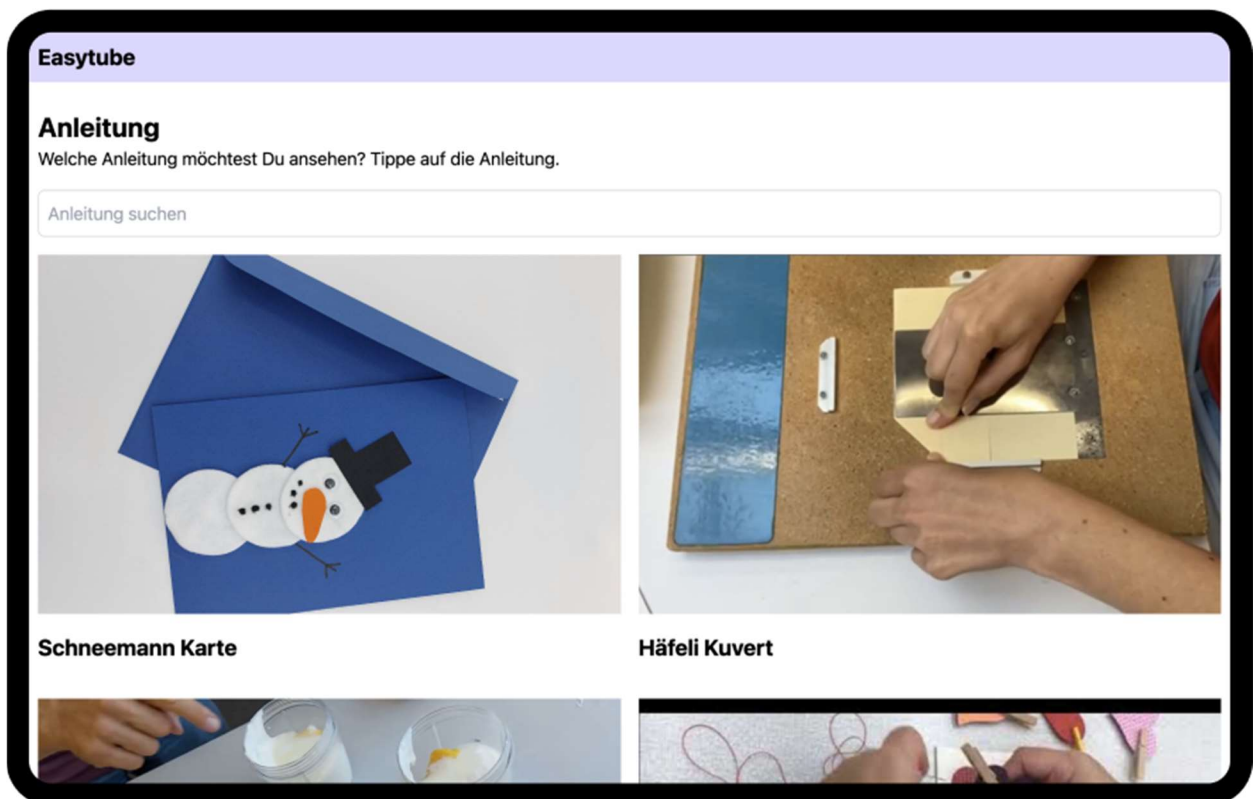 Easytube
Anleitung
Welche Anleitung möchtest Du ansehen? Tippe auf die Anleitung.
Anleitung suchen
Schneemann Karte
Häfeli Kuvert